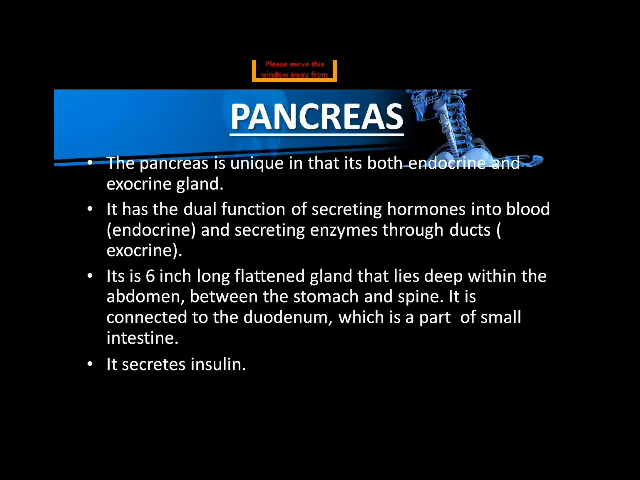 Please move this
window away from
PANCREAS
• The pancreas is unique in that its both endocrine and
exocrine gland.
• It has the dual function of secreting hormones into blood
(endocrine) and secreting enzymes through ducts (
exocrine).
• Its is 6 inch long flattened gland that lies deep within the
abdomen, between the stomach and spine. It is
connected to the duodenum, which is a part of small
intestine.
• It secretes insulin.